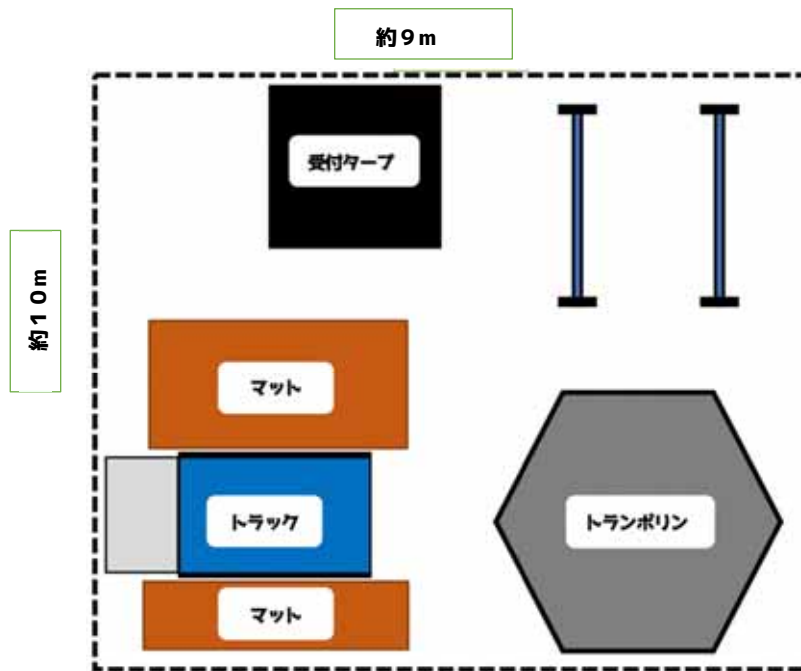 約９ｍ
受付タープ
約１０ｍ
マット
トラック
トランポリン
マット